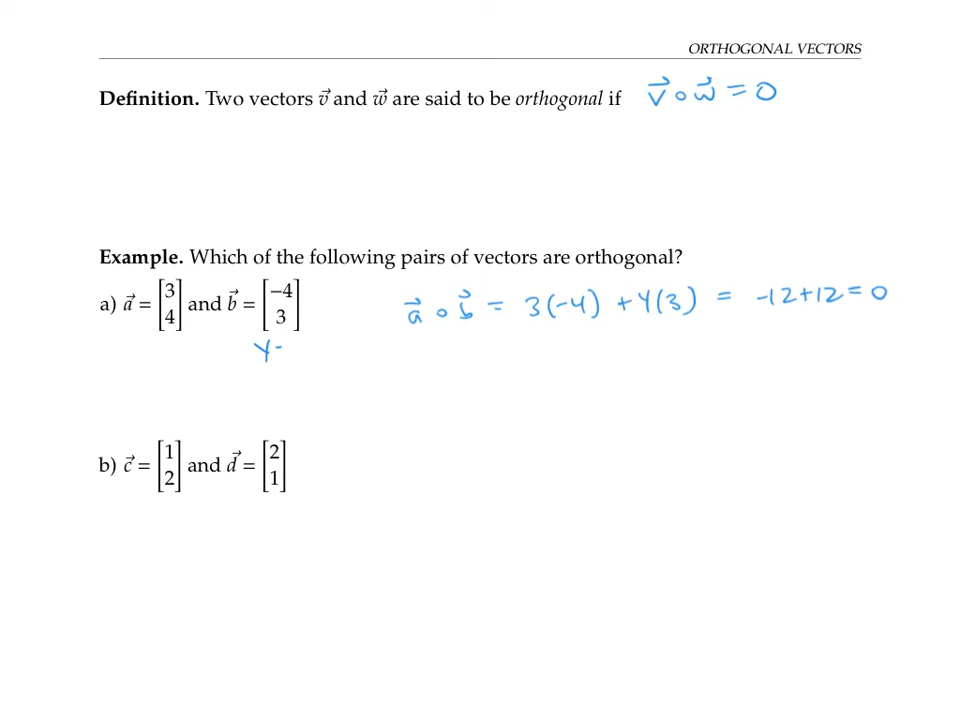 ORTHOGONAL VECTORS
Definition. Two vectors v⃗ and w⃗ are said to be orthogonal if v⃗ ∘ w⃗ = 0
Example. Which of the following pairs of vectors are orthogonal?
a) a⃗ = [3 4] and b⃗ = [−4 3] a⃗ ∘ b⃗ = 3(-4) + 4(3) = -12+12 = 0
b) c⃗ = [1 2] and d⃗ = [2 1]